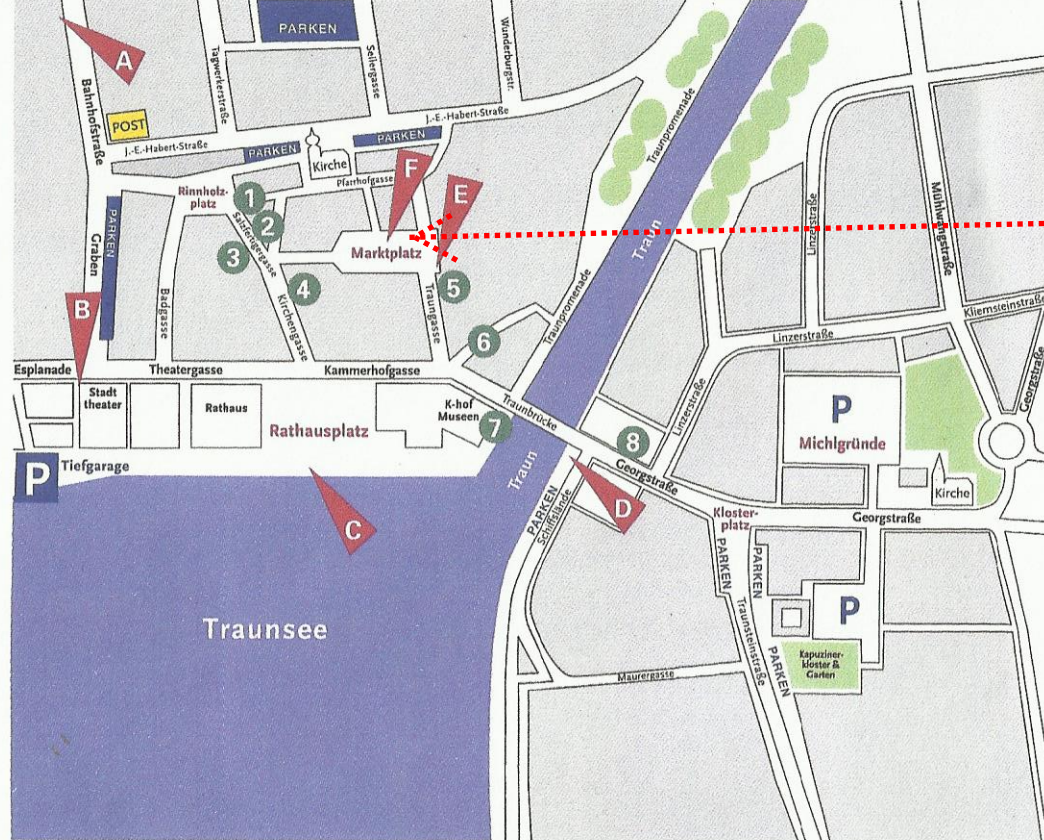 PARKEN
A
Bahnhofstraße
Tagwerkerstraße
Seilergasse
Wunderburgstr.
POST
J.-E.-Habert-Straße
J.-E.-Habert-Straße
PARKEN
PARKEN
Kirche
Pfarrhofgasse
F
E
Traunpromenade
Rinnholz-
platz
1
2
3
Salzfertigergasse
Marktplatz
4
5
Kirchengasse
Traungasse
PARKEN
Graben
B
Badgasse
6
Traunpromenade
Traun
Linzerstraße
Mühlwangstraße
Kliemsteinstraße
Linzerstraße
Georgstraße
Esplanade
Theatergasse
Kammerhofgasse
Stadt
theater
Rathaus
Rathausplatz
K-hof
Museen
7
Traunbrücke
8
Linzerstraße
P
Michlgründe
Kirche
P
Tiefgarage
C
Traun
D
Georgstraße
PARKEN
Schiffslände
Kloster-
platz
Georgstraße
PARKEN
PARKEN
Traunsteinstraße
PARKEN
P
Kapuziner-
kloster &
Garten
Maurergasse
Traunsee